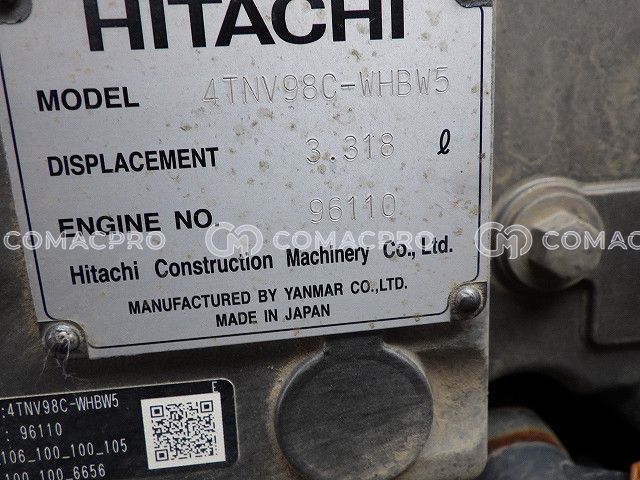 HITACHI
MODEL 4TNV98C-WHBW5
DISPLACEMENT 3.318 ℓ
ENGINE NO. 96110
COMACPRO COMACPRO COMACPRO
Hitachi Construction Machinery Co., Ltd.
MANUFACTURED BY YANMAR CO.,LTD.
MADE IN JAPAN
E
:4TNV98C-WHBW5
: 96110
106_100_100_105
100_100_6656